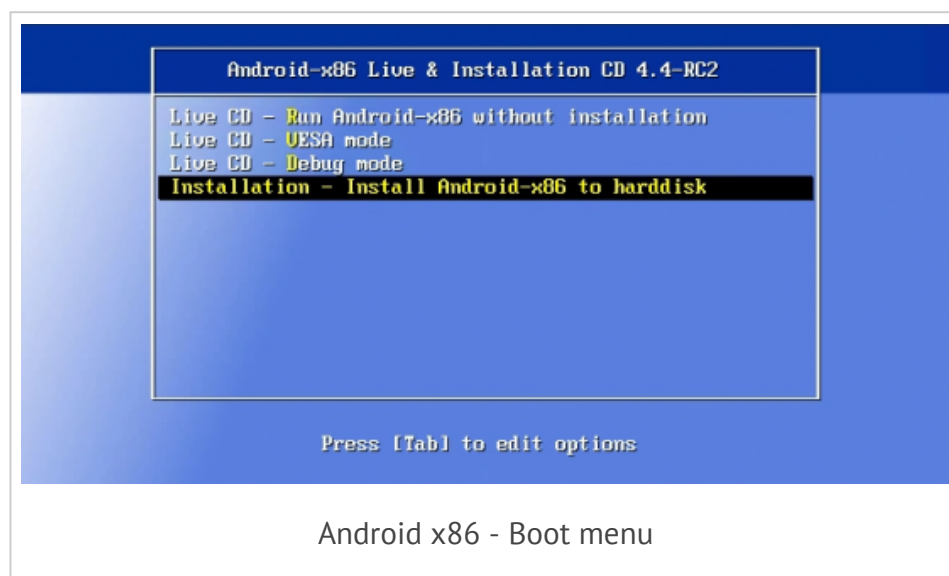 Android-x86 Live & Installation CD 4.4-RC2
Live CD - Run Android-x86 without installation
Live CD - VESA mode
Live CD - Debug mode
Installation - Install Android-x86 to harddisk
Press [Tab] to edit options
Android x86 - Boot menu